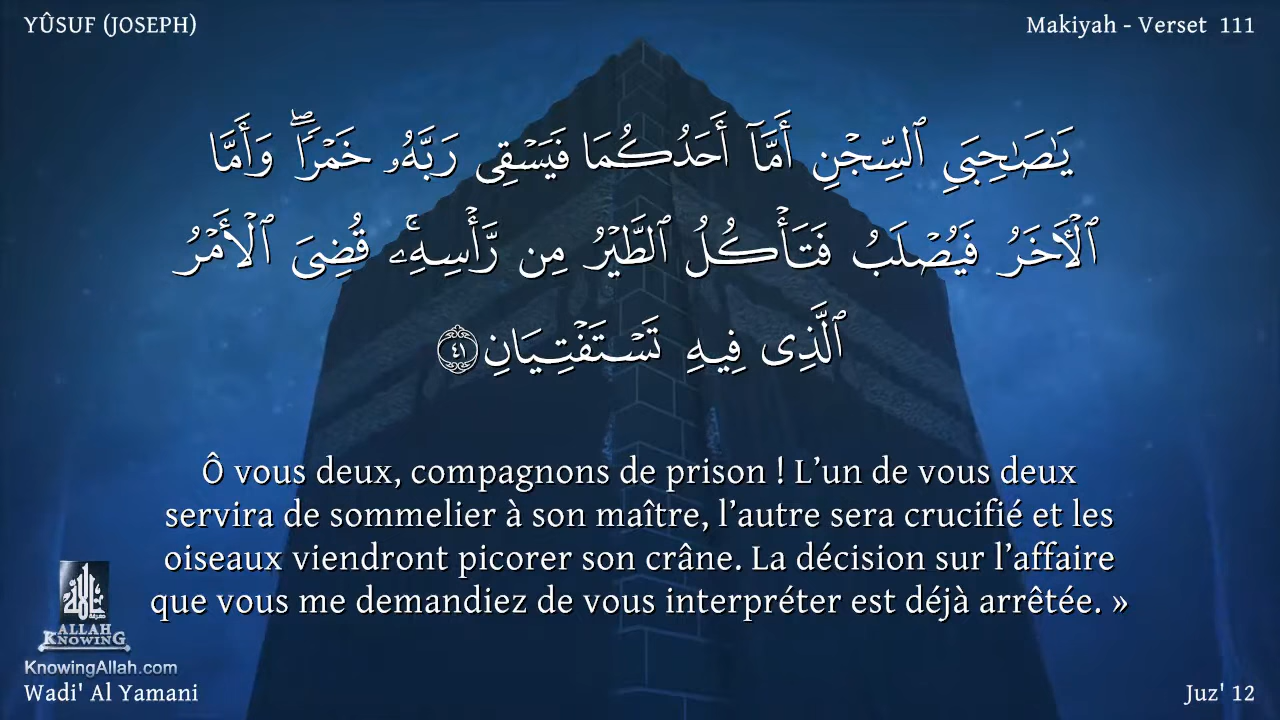 YÛSUF (JOSEPH)
Makiyah - Verset 111
يَـٰصَـٰحِبَىِ ٱلسِّجْنِ أَمَّآ أَحَدُكُمَا فَيَسْقِى رَبَّهُۥ خَمْرًۭا ۖ وَأَمَّا
ٱلْـَٔاخَرُ فَيُصْلَبُ فَتَأْكُلُ ٱلطَّيْرُ مِن رَّأْسِهِۦ ۚ قُضِىَ ٱلْأَمْرُ
ٱلَّذِى فِيهِ تَسْتَفْتِيَانِ ٤١
Ô vous deux, compagnons de prison ! L’un de vous deux
servira de sommelier à son maître, l’autre sera crucifié et les
oiseaux viendront picorer son crâne. La décision sur l’affaire
que vous me demandiez de vous interpréter est déjà arrêtée. »
ALLAH
KNOWING
KnowingAllah.com
Wadi' Al Yamani
Juz' 12